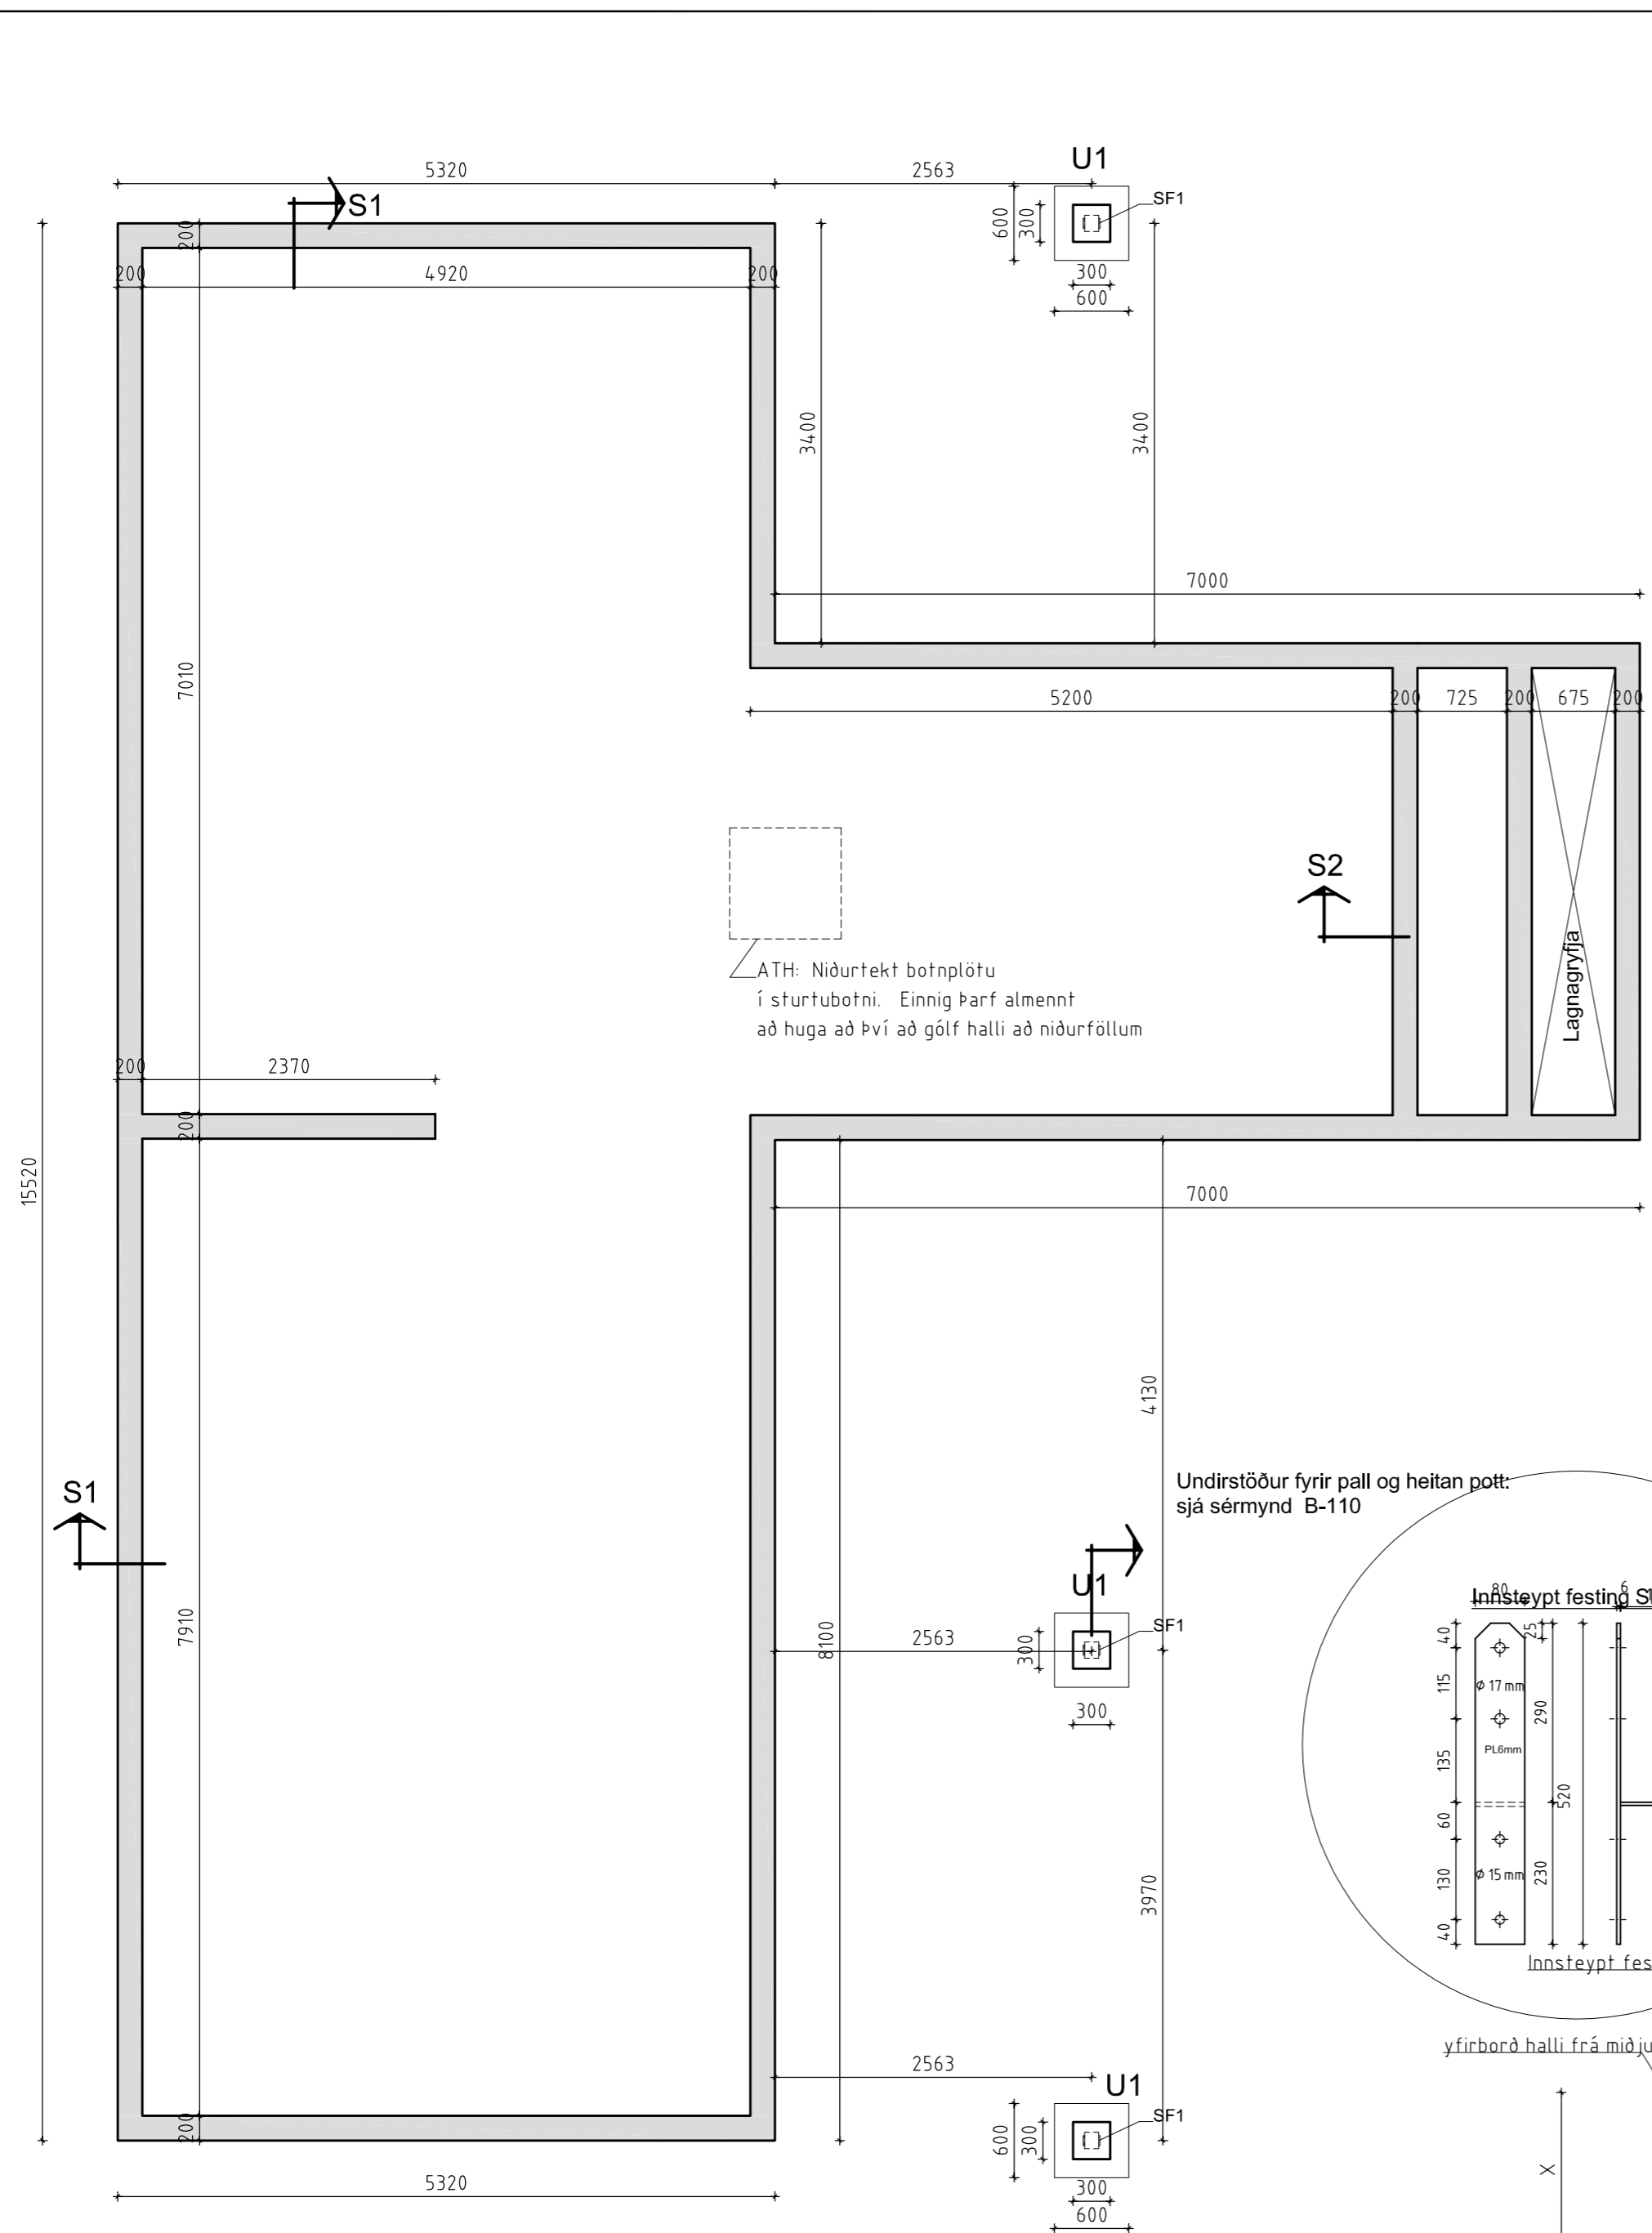 5320
2563
U1
S1
SF1
200
600
300
200
4920
200
300
600
3400
3400
7000
7010
5200
200
725
200
675
200
S2
Lagnagryfja
ATH: Niðurtekt botnplötu
í sturtubotni. Einnig þarf almennt
að huga að því að gólf halli að niðurföllum
200
2370
200
15520
7000
4130
Undirstöður fyrir pall og heitan pott:
sjá sérmynd B-110
S1
U1
SF1
7910
8100
2563
300
300
Innsteypt festing
80
6
40
25
115
ϕ 17 mm
290
PL6mm
135
520
60
130
ϕ 15 mm
230
40
3970
Innsteypt fes
yfirborð halli frá miðju
2563
U1
SF1
200
600
300
300
600
5320
X